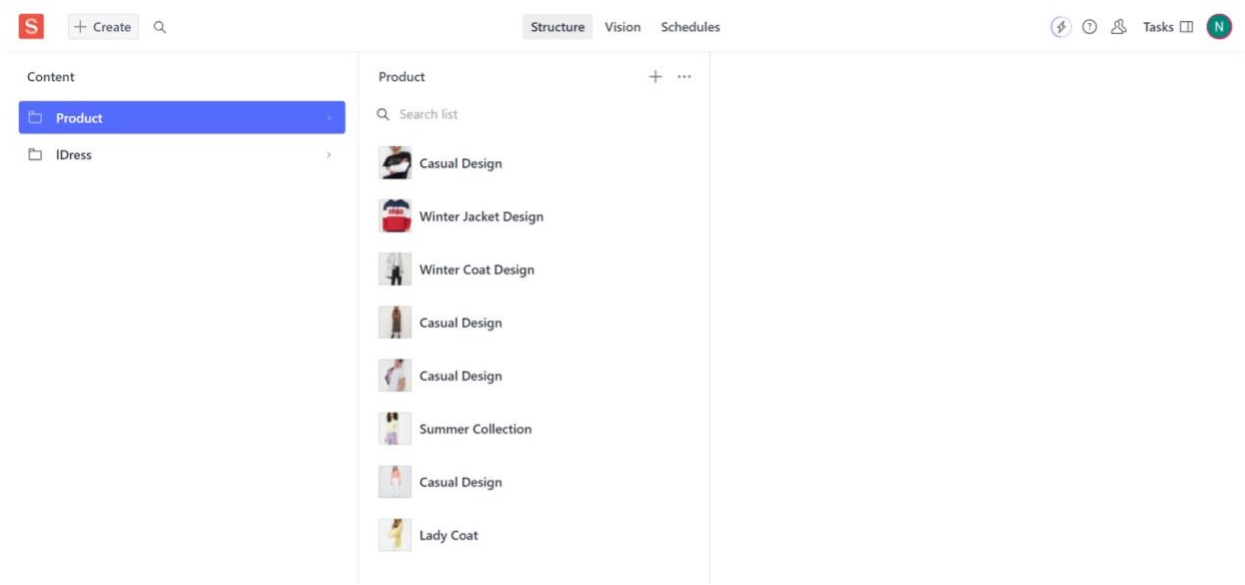 S
+ Create
Structure
Vision
Schedules
Tasks
N
Content
Product
IDress
Product
Search list
Casual Design
Winter Jacket Design
Winter Coat Design
Casual Design
Casual Design
Summer Collection
Casual Design
Lady Coat